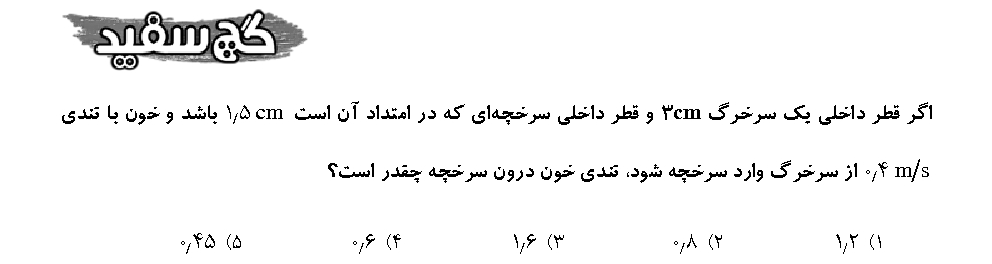 گچ سفید
اگر قطر داخلی یک سرخرگ ۳cm و قطر داخلی سرخچه‌ای که در امتداد آن است ۱٫۵ cm باشد و خون با تندی
۰٫۴ m/s از سرخرگ وارد سرخچه شود، تندی خون درون سرخچه چقدر است؟
۱) ۱٫۲ ۲) ۰٫۸ ۳) ۱٫۶ ۴) ۰٫۶ ۵) ۰٫۴۵